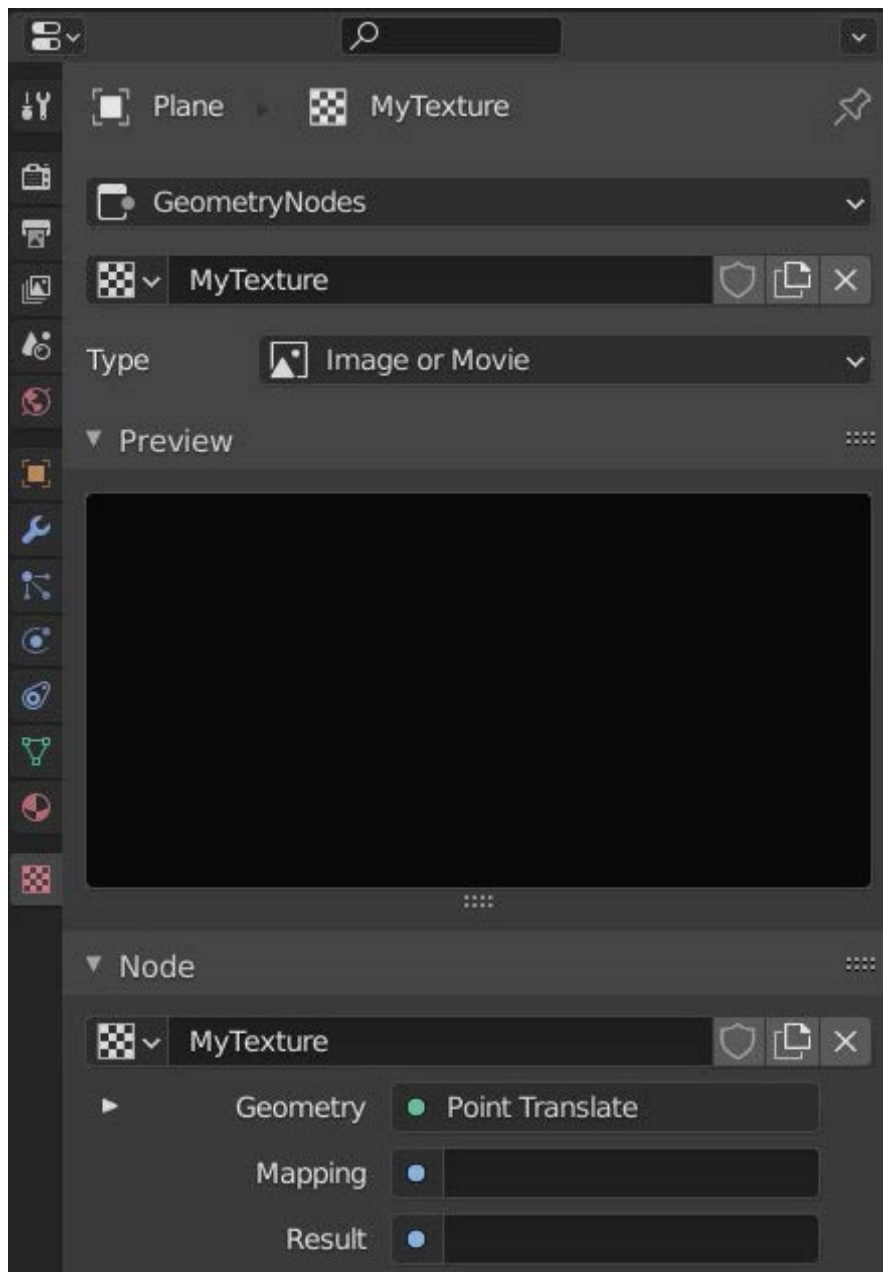 Plane MyTexture
GeometryNodes
MyTexture
Type Image or Movie
Preview
Node
MyTexture
Geometry Point Translate
Mapping
Result